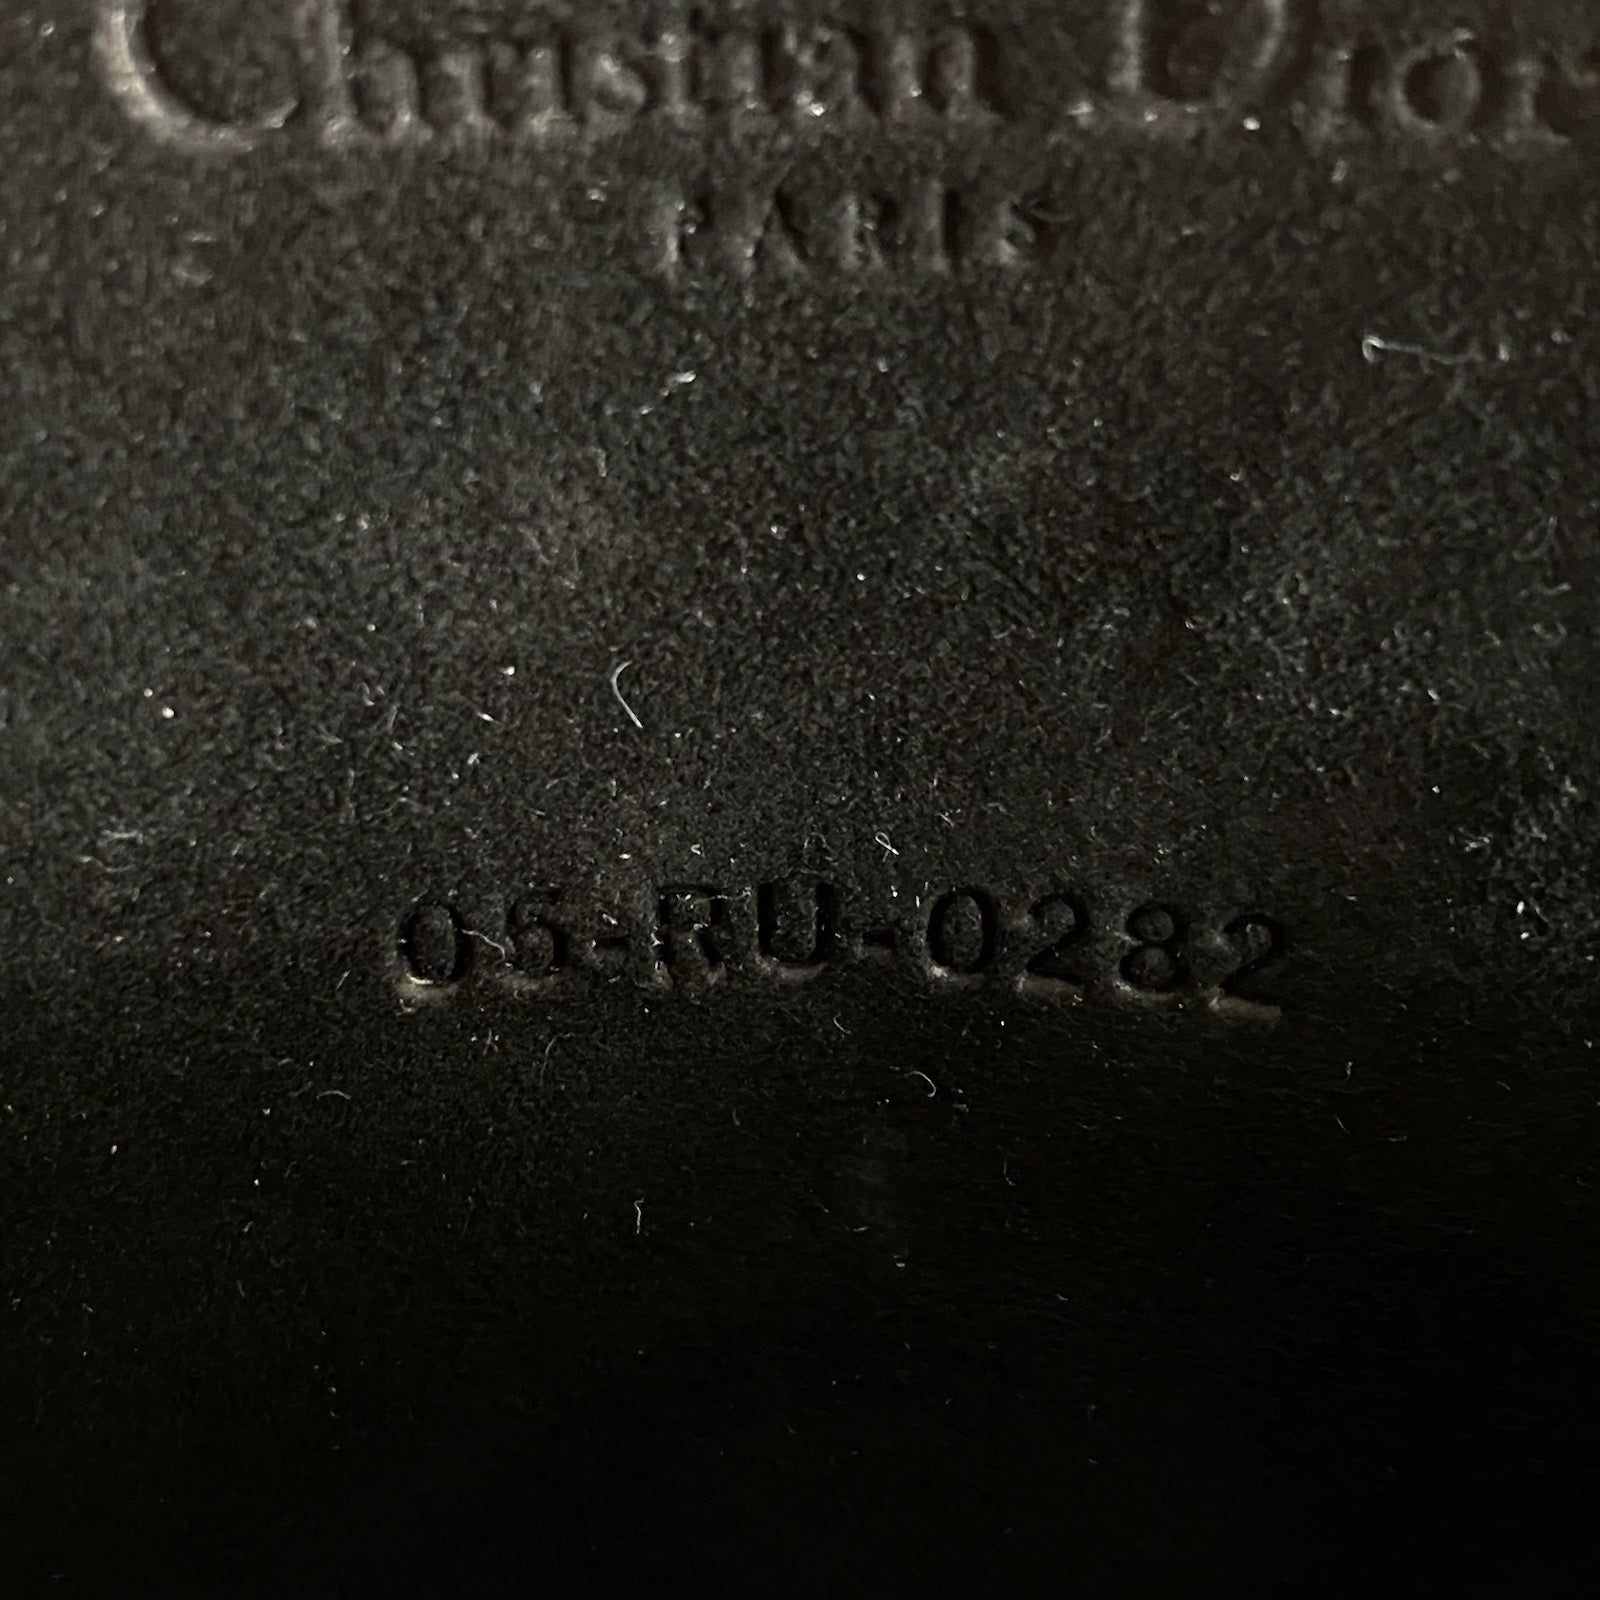 Christian Dior
PARIS
05-RU-0282